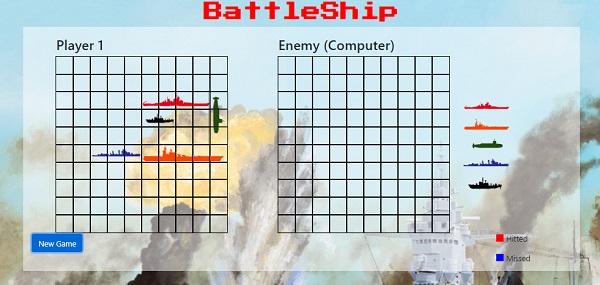 BattleShip
Player 1
Enemy (Computer)
New Game
Hitted
Missed